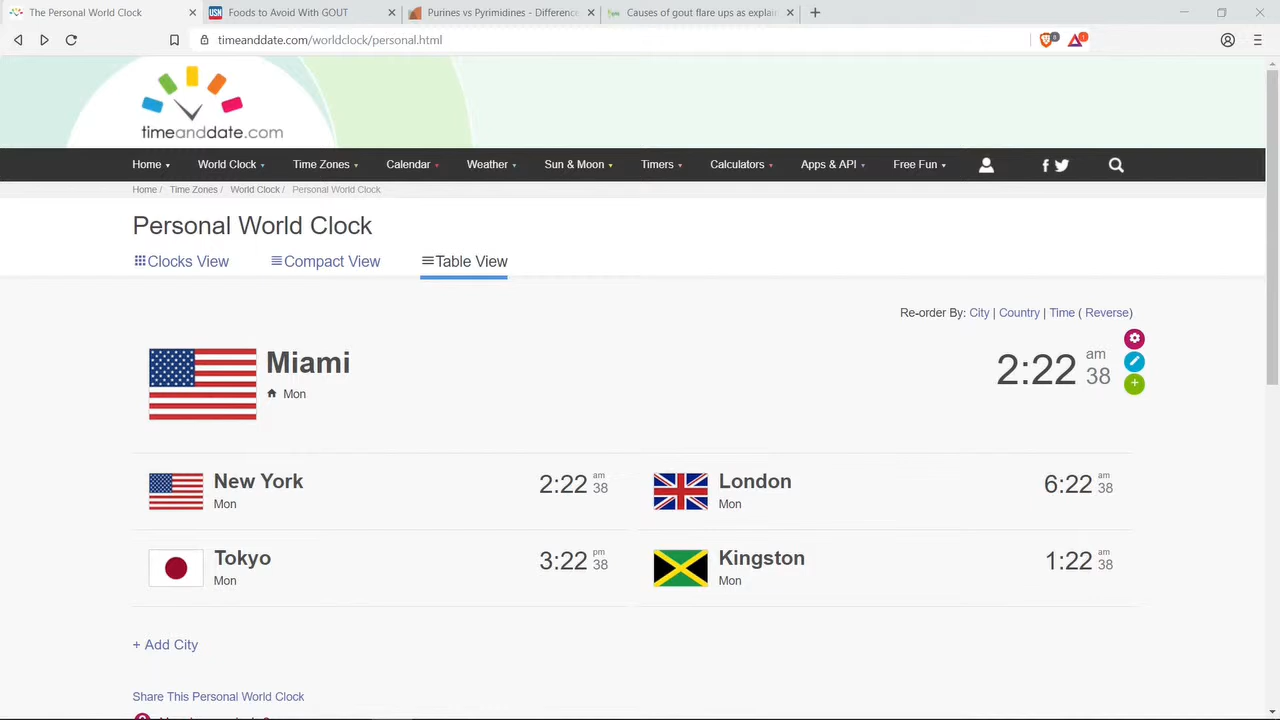 The Personal World Clock
Foods to Avoid With GOUT
Purines vs Pyrimidines - Difference
Causes of gout flare ups as explain
timeanddate.com/worldclock/personal.html
timeanddate.com
Home World Clock Time Zones Calendar Weather Sun & Moon Timers Calculators Apps & API Free Fun
Home / Time Zones / World Clock / Personal World Clock
Personal World Clock
Clocks View Compact View Table View
Re-order By: City | Country | Time ( Reverse)
Miami
Mon
2:22 am 38
New York
Mon
2:22 am 38
London
Mon
6:22 am 38
Tokyo
Mon
3:22 pm 38
Kingston
Mon
1:22 am 38
+ Add City
Share This Personal World Clock